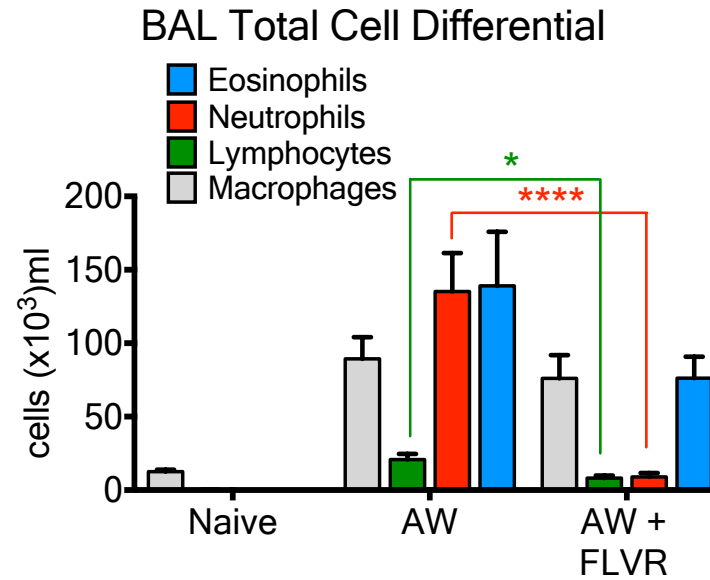 BAL Total Cell Differential
Eosinophils
Neutrophils
Lymphocytes
Macrophages
*
****
cells (x10³)ml
200
150
100
50
0
Naive
AW
AW +
FLVR